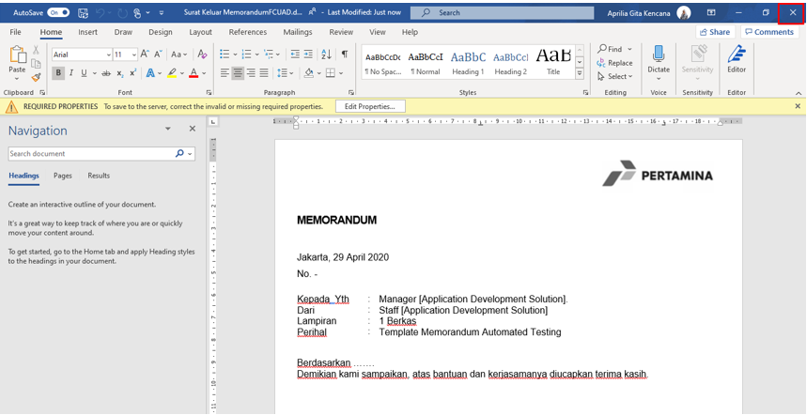 AutoSave On Surat Keluar MemorandumFCUAD.d... - Last Modified: Just now Search Aprilia Gita Kencana
File Home Insert Draw Design Layout References Mailings Review View Help Share Comments
Paste Arial 11 A A Aa A AaBbCcDc AaBbCcI AaBbC AaBbCcI AaB Find Dictate Sensitivity Editor
B I U ab x₂ x² A A ¶ No Spac... ¶ Normal Heading 1 Heading 2 Title Replace
Select
Clipboard Font Paragraph Styles Editing Voice Sensitivity Editor
REQUIRED PROPERTIES To save to the server, correct the invalid or missing required properties. Edit Properties...
Navigation
Search document
Headings Pages Results
Create an interactive outline of your document.
It's a great way to keep track of where you are or quickly
move your content around.
To get started, go to the Home tab and apply Heading styles
to the headings in your document.
PERTAMINA
MEMORANDUM
Jakarta, 29 April 2020
No. -
Kepada Yth : Manager [Application Development Solution].
Dari : Staff [Application Development Solution]
Lampiran : 1 Berkas
Perihal : Template Memorandum Automated Testing
Berdasarkan .......
Demikian kami sampaikan, atas bantuan dan kerjasamanya diucapkan terima kasih.